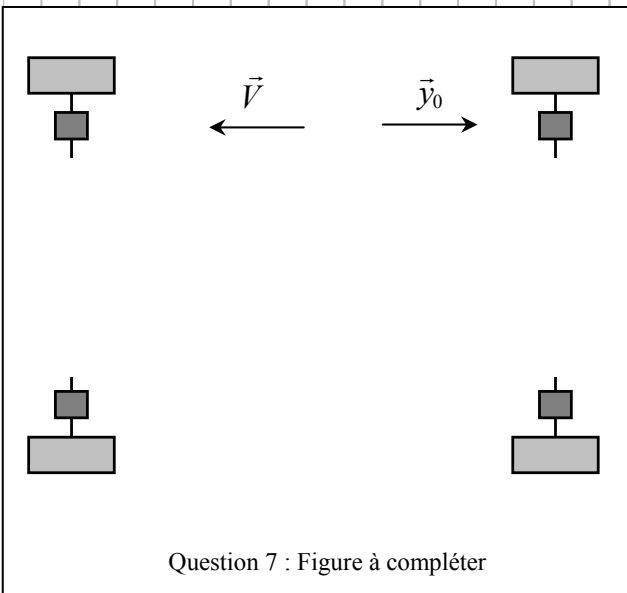 V⃗ y⃗₀
Question 7 : Figure à compléter